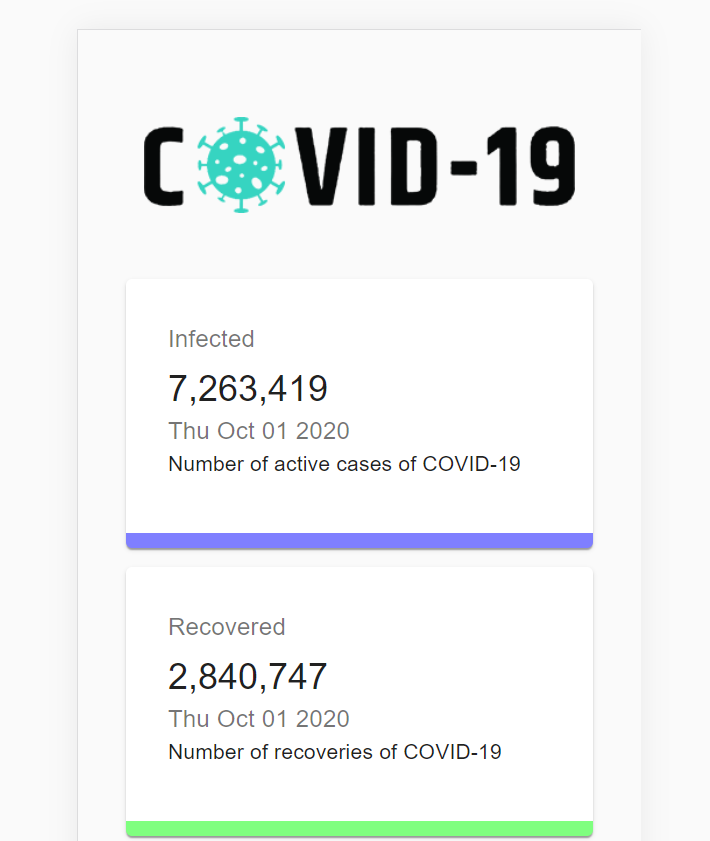 COVID-19
Infected
7,263,419
Thu Oct 01 2020
Number of active cases of COVID-19
Recovered
2,840,747
Thu Oct 01 2020
Number of recoveries of COVID-19